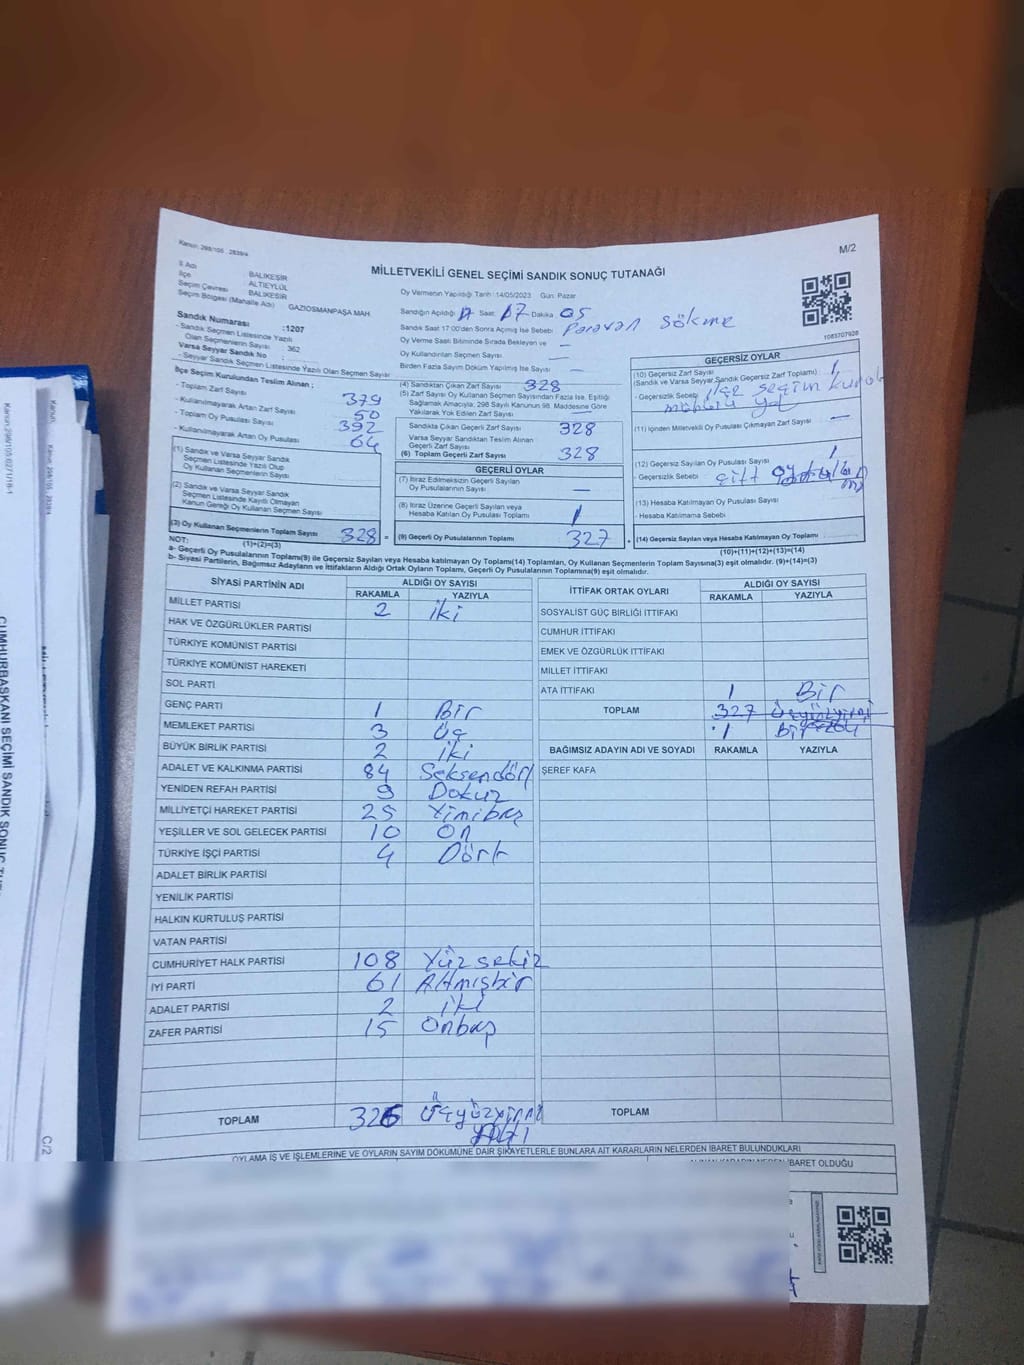 Kanun: 298/105 . 2839/4
M/2
MİLLETVEKİLİ GENEL SEÇİMİ SANDIK SONUÇ TUTANAĞI
İl Adı : BALIKESİR
İlçe : ALTIEYLÜL
Seçim Çevresi : BALIKESİR
Seçim Bölgesi (Mahalle Adı) GAZİOSMANPAŞA MAH.
Sandık Numarası :1207
- Sandık Seçmen Listesinde Yazılı
Olan Seçmenlerin Sayısı : 362
Varsa Seyyar Sandık No :
- Seyyar Sandık Seçmen Listesinde Yazılı Olan Seçmen Sayısı
İlçe Seçim Kurulundan Teslim Alınan ;
- Toplam Zarf Sayısı 379
- Kullanılmayarak Artan Zarf Sayısı 50
- Toplam Oy Pusulası Sayısı 392
- Kullanılmayarak Artan Oy Pusulası 64
(1) Sandık ve Varsa Seyyar Sandık
Seçmen Listesinde Yazılı Olup
Oy Kullanan Seçmenlerin Sayısı
(2) Sandık ve Varsa Seyyar Sandık
Seçmen Listesinde Kayıtlı Olmayan
Kanun Gereği Oy Kullanan Seçmen Sayısı
(3) Oy Kullanan Seçmenlerin Toplam Sayısı 328 =
(1)+(2)=(3)
Oy Vermenin Yapıldığı Tarih :14/05/2023 Gün: Pazar
Sandığın Açıldığı Saat: 17 Dakika 05
Sandık Saat 17:00'den Sonra Açılmış İse Sebebi: Paravan sökme
Oy Verme Saati Bitiminde Sırada Bekleyen ve —
Oy Kullandırılan Seçmen Sayısı —
Birden Fazla Sayım Döküm Yapılmış İse Sayısı —
(4) Sandıktan Çıkan Zarf Sayısı 328
(5) Zarf Sayısı Oy Kullanan Seçmen Sayısından Fazla İse, Eşitliği
Sağlamak Amacıyla, 298 Sayılı Kanunun 98. Maddesine Göre
Yakılarak Yok Edilen Zarf Sayısı —
Sandıkta Çıkan Geçerli Zarf Sayısı 328
Varsa Seyyar Sandıktan Teslim Alınan
Geçerli Zarf Sayısı
(6) Toplam Geçerli Zarf Sayısı 328
GEÇERLİ OYLAR
(7) İtiraz Edilmeksizin Geçerli Sayılan
Oy Pusulalarının Sayısı —
(8) İtiraz Üzerine Geçerli Sayılan veya
Hesaba Katılan Oy Pusulası Toplamı 1
(9) Geçerli Oy Pusulalarının Toplamı 327 +
1083707928
GEÇERSİZ OYLAR
(10) Geçersiz Zarf Sayısı
(Sandık ve Varsa Seyyar Sandık Geçersiz Zarf Toplamı) 1
- Geçersizlik Sebebi ilçe seçim kurulu
mühürü yok
(11) İçinden Milletvekili Oy Pusulası Çıkmayan Zarf Sayısı —
(12) Geçersiz Sayılan Oy Pusulası Sayısı 1
- Geçersizlik Sebebi çift oy
(13) Hesaba Katılmayan Oy Pusulası Sayısı
- Hesaba Katılmama Sebebi
(14) Geçersiz Sayılan veya Hesaba Katılmayan Oy Toplamı
(10)+(11)+(12)+(13)=(14)
NOT:
a- Geçerli Oy Pusulalarının Toplamı(9) ile Geçersiz Sayılan veya Hesaba katılmayan Oy Toplamı(14) Toplamları, Oy Kullanan Seçmenlerin Toplam Sayısına(3) eşit olmalıdır. (9)+(14)=(3)
b- Siyasi Partilerin, Bağımsız Adayların ve İttifakların Aldığı Ortak Oyların Toplamı, Geçerli Oy Pusulalarının Toplamına(9) eşit olmalıdır.
SİYASİ PARTİNİN ADI ALDIĞI OY SAYISI
RAKAMLA YAZIYLA
MİLLET PARTİSİ 2 iki
HAK VE ÖZGÜRLÜKLER PARTİSİ
TÜRKİYE KOMÜNİST PARTİSİ
TÜRKİYE KOMÜNİST HAREKETİ
SOL PARTİ
GENÇ PARTİ 1 Bir
MEMLEKET PARTİSİ 3 Üç
BÜYÜK BİRLİK PARTİSİ 2 iki
ADALET VE KALKINMA PARTİSİ 84 Seksendört
YENİDEN REFAH PARTİSİ 9 Dokuz
MİLLİYETÇİ HAREKET PARTİSİ 25 Yimibeş
YEŞİLLER VE SOL GELECEK PARTİSİ 10 On
TÜRKİYE İŞÇİ PARTİSİ 4 Dört
ADALET BİRLİK PARTİSİ
YENİLİK PARTİSİ
HALKIN KURTULUŞ PARTİSİ
VATAN PARTİSİ
CUMHURİYET HALK PARTİSİ 108 Yüzsekiz
İYİ PARTİ 61 Altmışbir
ADALET PARTİSİ 2 iki
ZAFER PARTİSİ 15 Onbeş
TOPLAM 326 Üçyüzyirmi
altı
İTTİFAK ORTAK OYLARI ALDIĞI OY SAYISI
RAKAMLA YAZIYLA
SOSYALİST GÜÇ BİRLİĞİ İTTİFAKI
CUMHUR İTTİFAKI
EMEK VE ÖZGÜRLÜK İTTİFAKI
MİLLET İTTİFAKI
ATA İTTİFAKI 1 Bir
TOPLAM 327 Üçyüzyirmi
1 Bir
BAĞIMSIZ ADAYIN ADI VE SOYADI RAKAMLA YAZIYLA
ŞEREF KAFA
TOPLAM
OYLAMA İŞ VE İŞLEMLERİNE VE OYLARIN SAYIM DÖKÜMÜNE DAİR ŞİKAYETLERLE BUNLARA AİT KARARLARIN NELERDEN İBARET BULUNDUKLARI
İBARET OLDUĞU
C/2
CUMHURBAŞKANI SEÇİMİ SANDIK SONUÇ